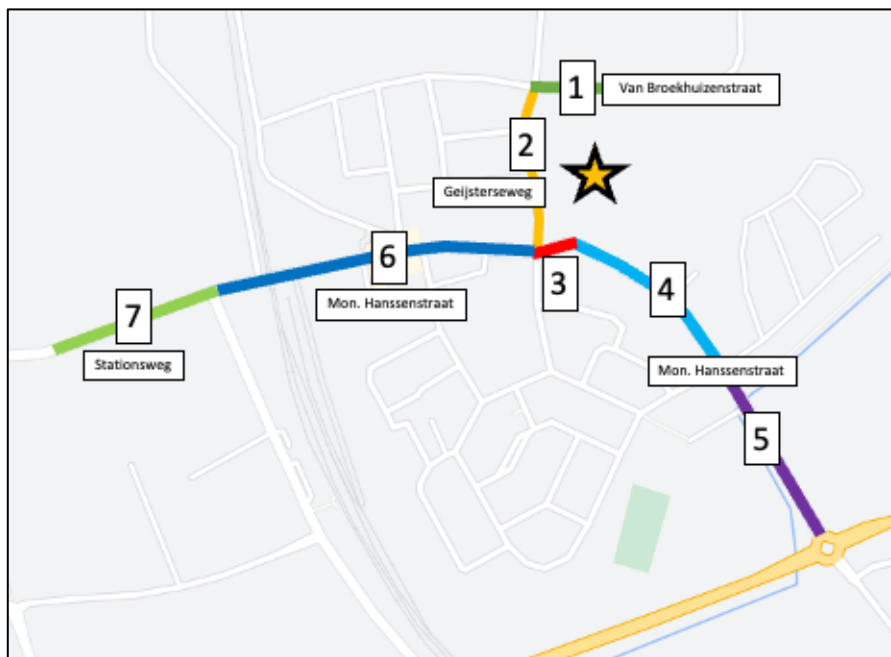 1
Van Broekhuizenstraat
2
Geijsterseweg
6
3
4
Mon. Hanssenstraat
7
Stationsweg
Mon. Hanssenstraat
5